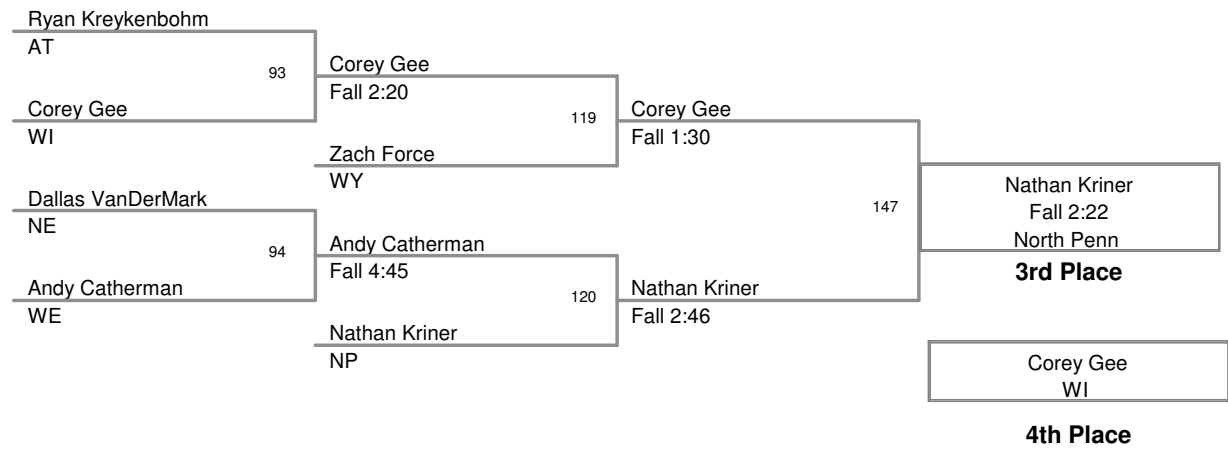 Ryan Kreykenbohm
AT
93
Corey Gee
WI
Corey Gee
Fall 2:20
119
Zach Force
WY
Corey Gee
Fall 1:30
Dallas VanDerMark
NE
94
Andy Catherman
WE
Andy Catherman
Fall 4:45
120
Nathan Kriner
NP
Nathan Kriner
Fall 2:46
147
Nathan Kriner
Fall 2:22
North Penn
3rd Place
Corey Gee
WI
4th Place